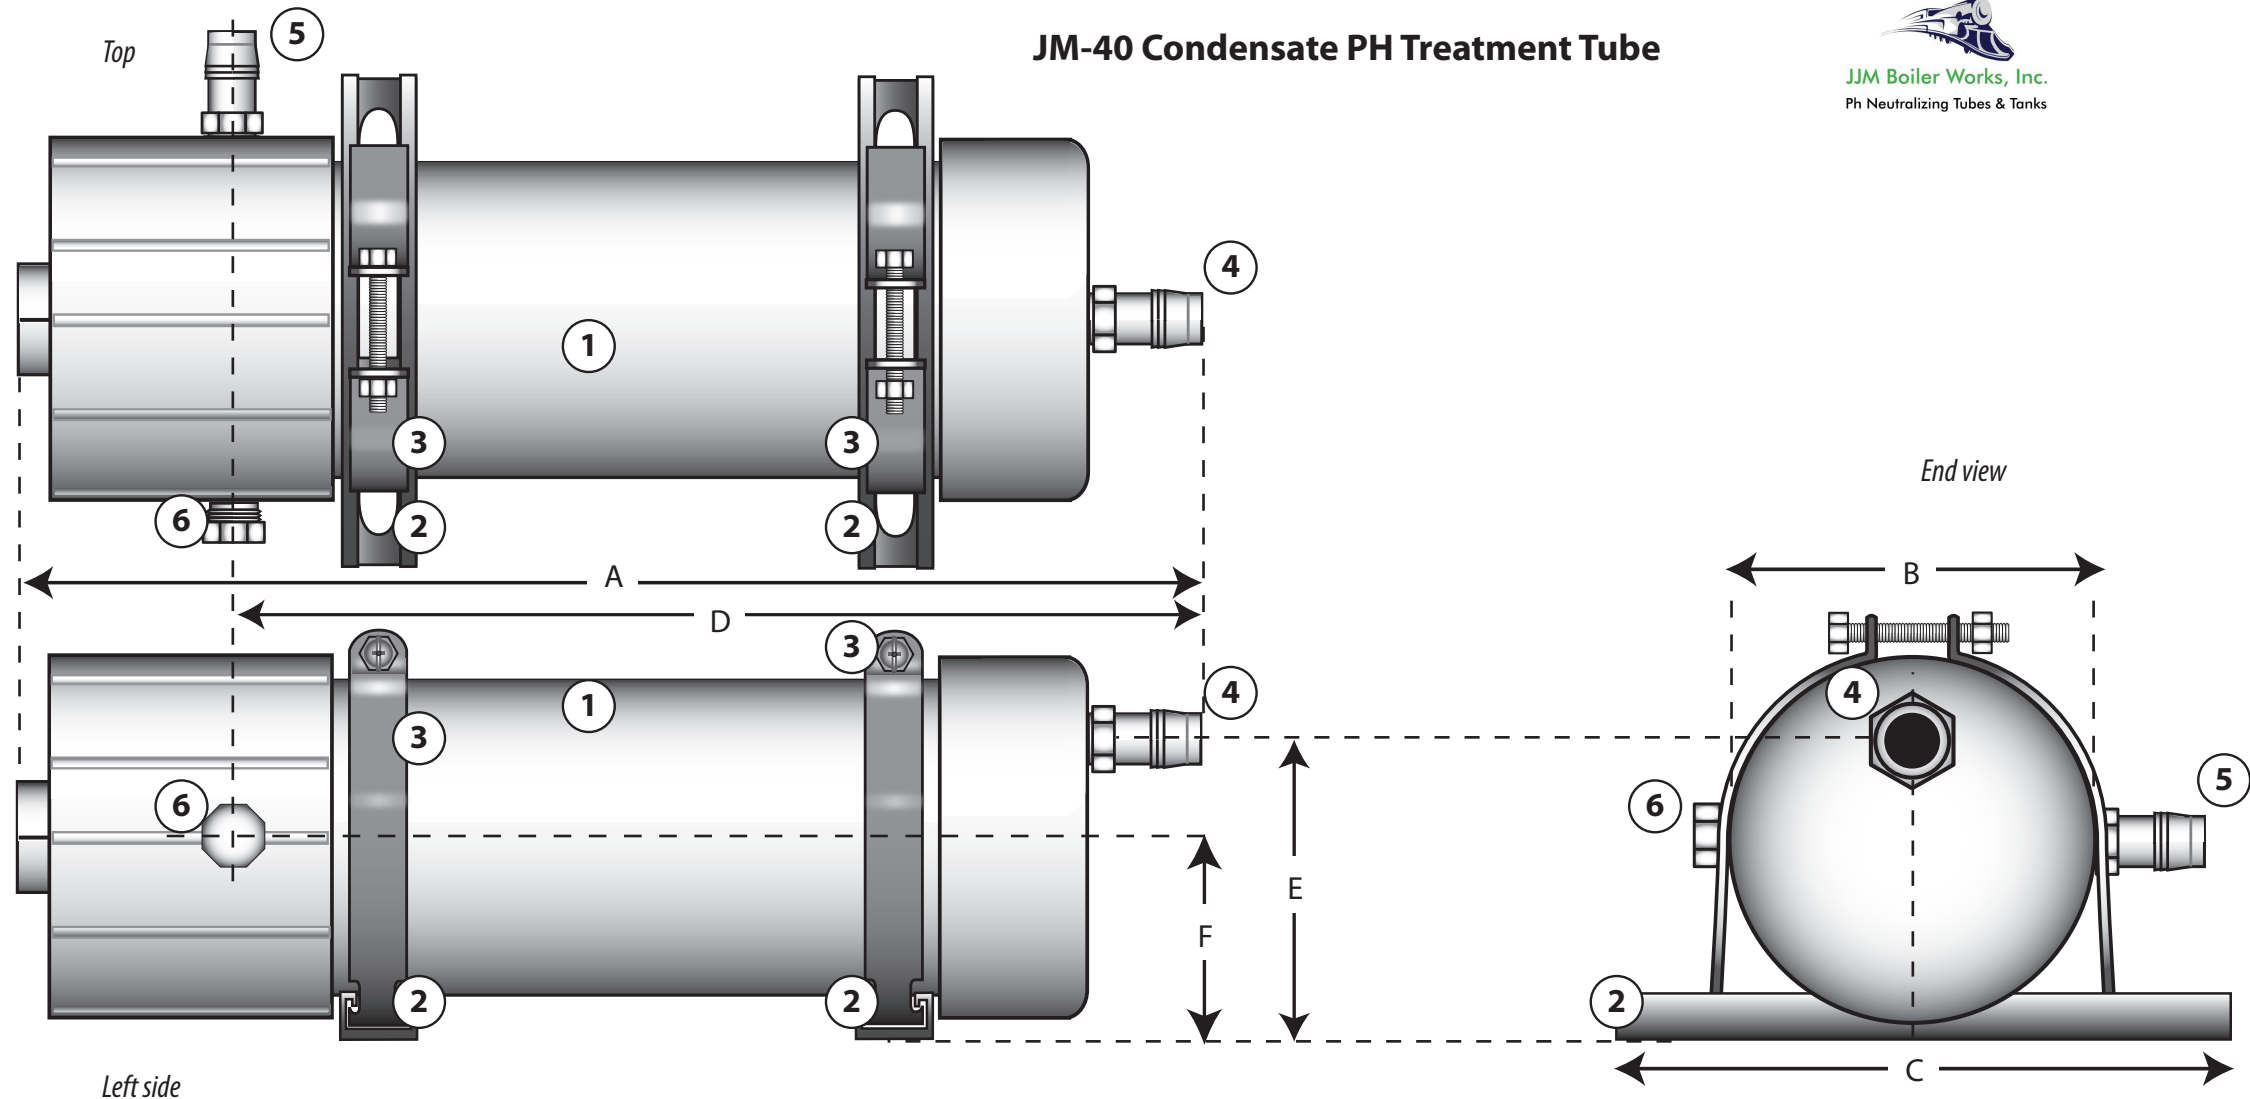 Top
5
JM-40 Condensate PH Treatment Tube
JJM Boiler Works, Inc.
Ph Neutralizing Tubes & Tanks
4
1
3
3
6
2
2
End view
A
B
D
3
4
4
1
3
5
6
6
E
F
2
2
2
C
Left side